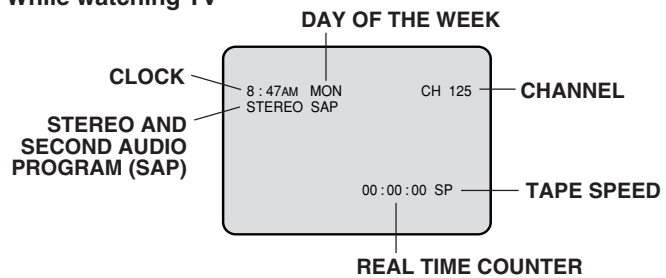 While watching TV
DAY OF THE WEEK
CLOCK
8 : 47AM MON
CH 125
CHANNEL
STEREO SAP
STEREO AND
SECOND AUDIO
PROGRAM (SAP)
00 : 00 : 00 SP
TAPE SPEED
REAL TIME COUNTER